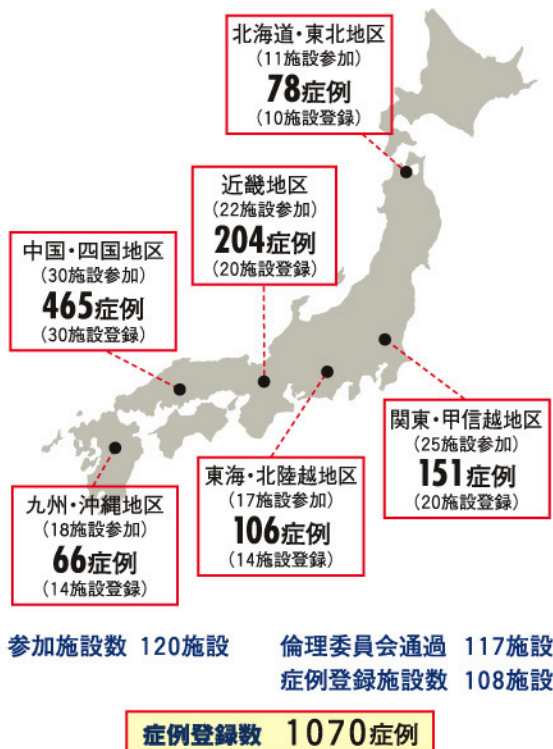 北海道・東北地区
(11施設参加)
78症例
(10施設登録)
近畿地区
(22施設参加)
204症例
(20施設登録)
中国・四国地区
(30施設参加)
465症例
(30施設登録)
関東・甲信越地区
(25施設参加)
151症例
(20施設登録)
東海・北陸越地区
(17施設参加)
106症例
(14施設登録)
九州・沖縄地区
(18施設参加)
66症例
(14施設登録)
参加施設数 120施設
倫理委員会通過 117施設
症例登録施設数 108施設
症例登録数 1070症例